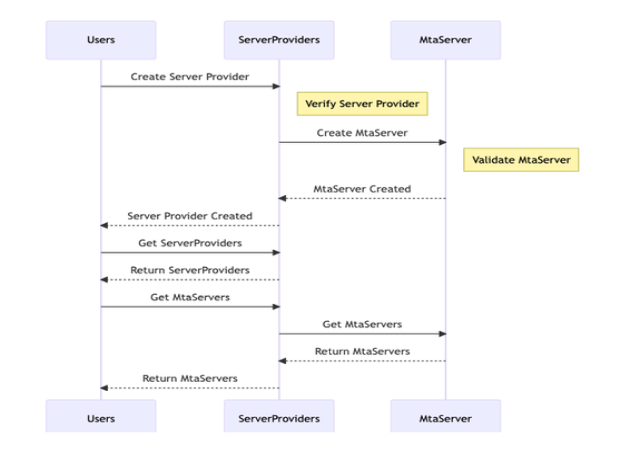 Users
ServerProviders
MtaServer
Create Server Provider
Verify Server Provider
Create MtaServer
Validate MtaServer
MtaServer Created
Server Provider Created
Get ServerProviders
Return ServerProviders
Get MtaServers
Get MtaServers
Return MtaServers
Return MtaServers
Users
ServerProviders
MtaServer